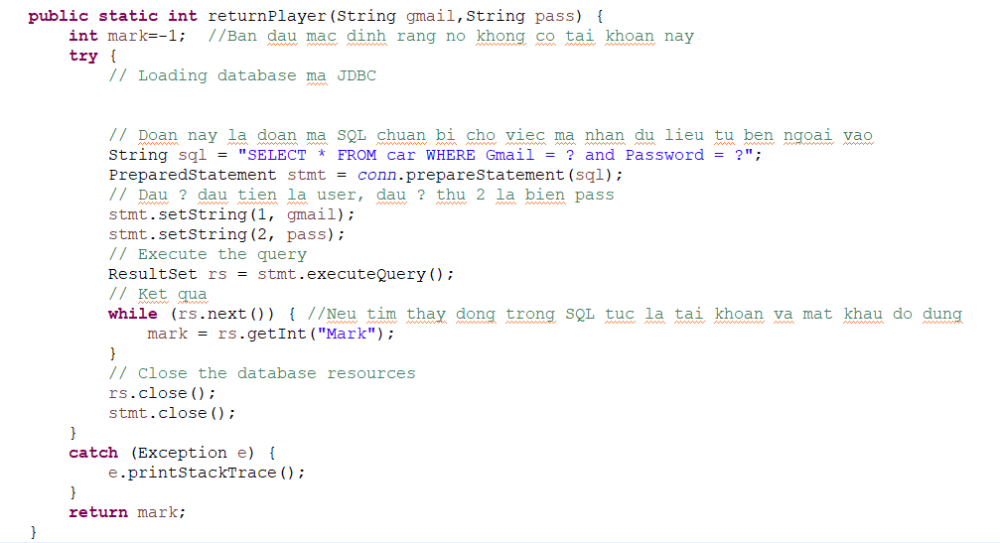 public static int returnPlayer(String gmail,String pass) {
int mark=-1;  //Ban dau mac dinh rang no khong co tai khoan nay
try {
// Loading database ma JDBC
// Doan nay la doan ma SQL chuan bi cho viec ma nhan du lieu tu ben ngoai vao
String sql = "SELECT * FROM car WHERE Gmail = ? and Password = ?";
PreparedStatement stmt = conn.prepareStatement(sql);
// Dau ? dau tien la user, dau ? thu 2 la bien pass
stmt.setString(1, gmail);
stmt.setString(2, pass);
// Execute the query
ResultSet rs = stmt.executeQuery();
// Ket qua
while (rs.next()) { //Neu tim thay dong trong SQL tuc la tai khoan va mat khau do dung
mark = rs.getInt("Mark");
}
// Close the database resources
rs.close();
stmt.close();
}
catch (Exception e) {
e.printStackTrace();
}
return mark;
}